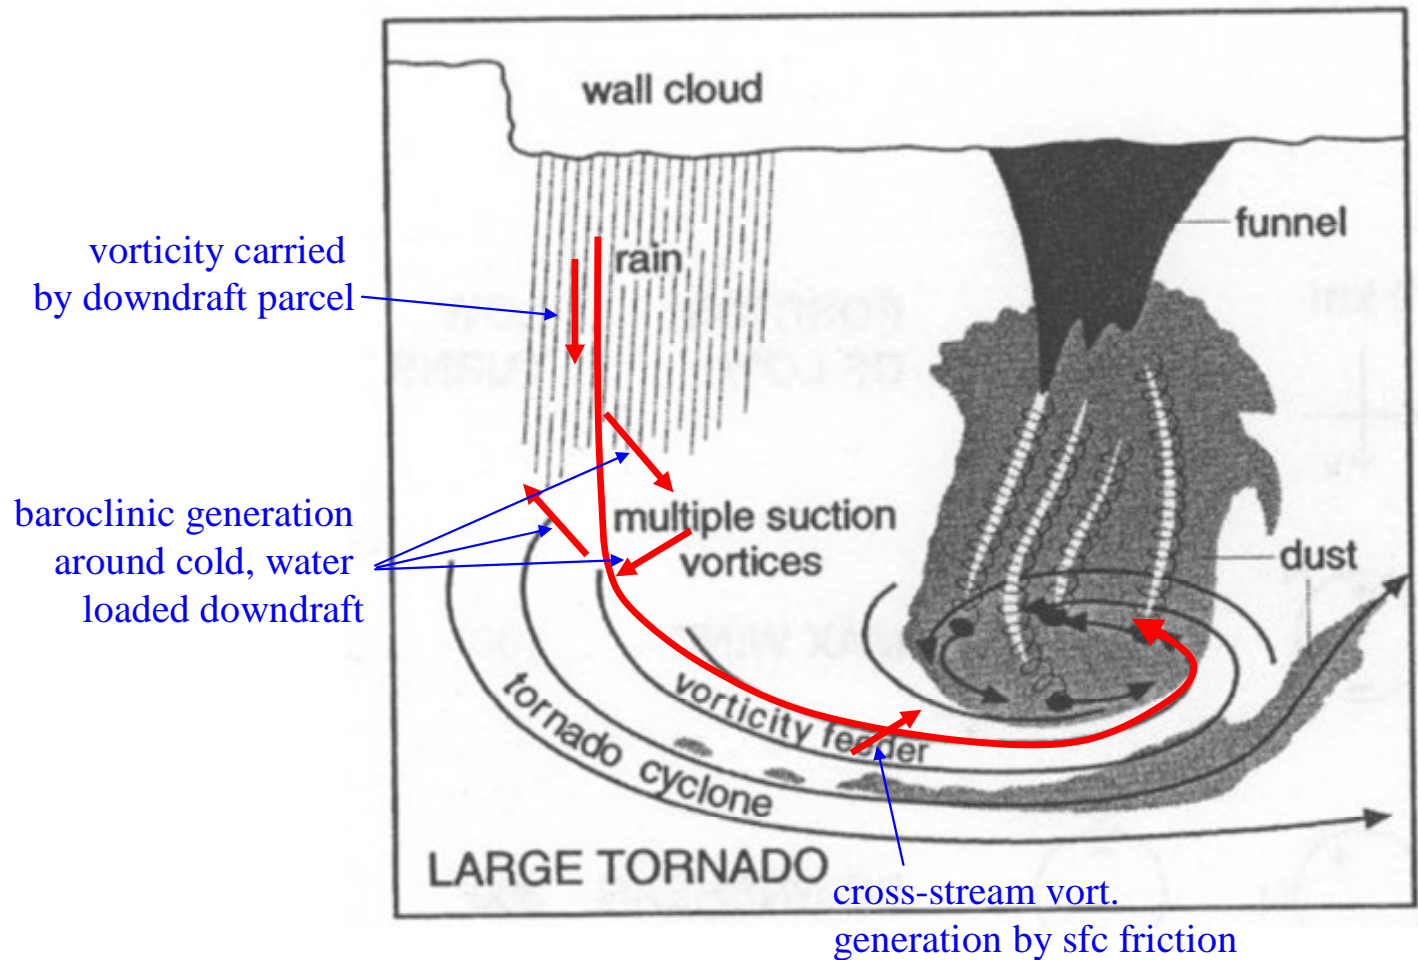 wall cloud
funnel
rain
vorticity carried
by downdraft parcel
baroclinic generation
around cold, water
loaded downdraft
multiple suction
vortices
dust
vorticity feeder
tornado cyclone
LARGE TORNADO
cross-stream vort.
generation by sfc friction